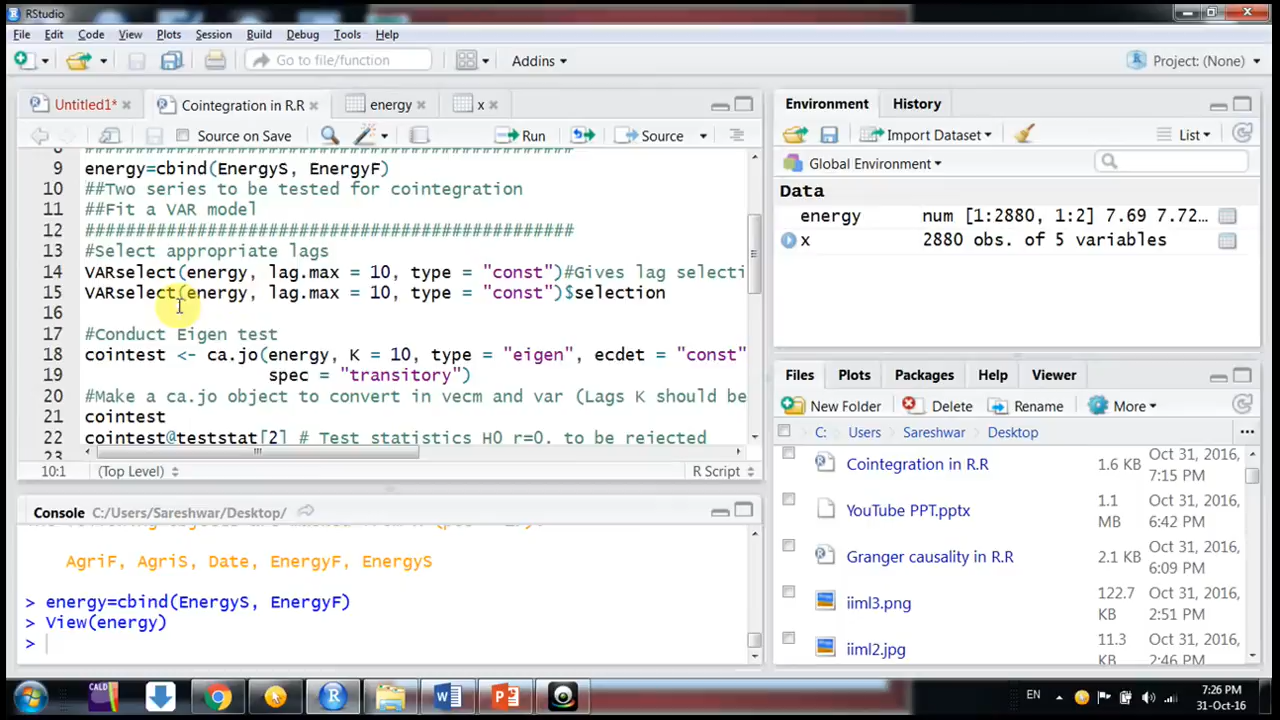 RStudio
File Edit Code View Plots Session Build Debug Tools Help
Go to file/function Addins Project: (None)
Untitled1* Cointegration in R.R energy x
Source on Save Run Source
9 energy=cbind(EnergyS, EnergyF)
10 ##Two series to be tested for cointegration
11 ##Fit a VAR model
12 ################################################
13 #Select appropriate lags
14 VARselect(energy, lag.max = 10, type = "const")#Gives lag selecti
15 VARselect(energy, lag.max = 10, type = "const")$selection
16
17 #Conduct Eigen test
18 cointest <- ca.jo(energy, K = 10, type = "eigen", ecdet = "const"
19 spec = "transitory")
20 #Make a ca.jo object to convert in vecm and var (Lags K should be
21 cointest
22 cointest@teststat[2] # Test statistics H0 r=0. to be rejected
23
10:1 (Top Level) R Script
Console C:/Users/Sareshwar/Desktop/
AgriF, AgriS, Date, EnergyF, EnergyS
> energy=cbind(EnergyS, EnergyF)
> View(energy)
>
Environment History
Import Dataset List
Global Environment
Data
energy num [1:2880, 1:2] 7.69 7.72…
x 2880 obs. of 5 variables
Files Plots Packages Help Viewer
New Folder Delete Rename More
C: Users Sareshwar Desktop ...
Cointegration in R.R 1.6 KB Oct 31, 2016, 7:15 PM
YouTube PPT.pptx 1.1 MB Oct 31, 2016, 6:42 PM
Granger causality in R.R 2.1 KB Oct 31, 2016, 6:09 PM
iiml3.png 122.7 KB Oct 31, 2016, 2:51 PM
iiml2.jpg 11.3 KB Oct 31, 2016, 2:46 PM
CALD EN 7:26 PM
31-Oct-16